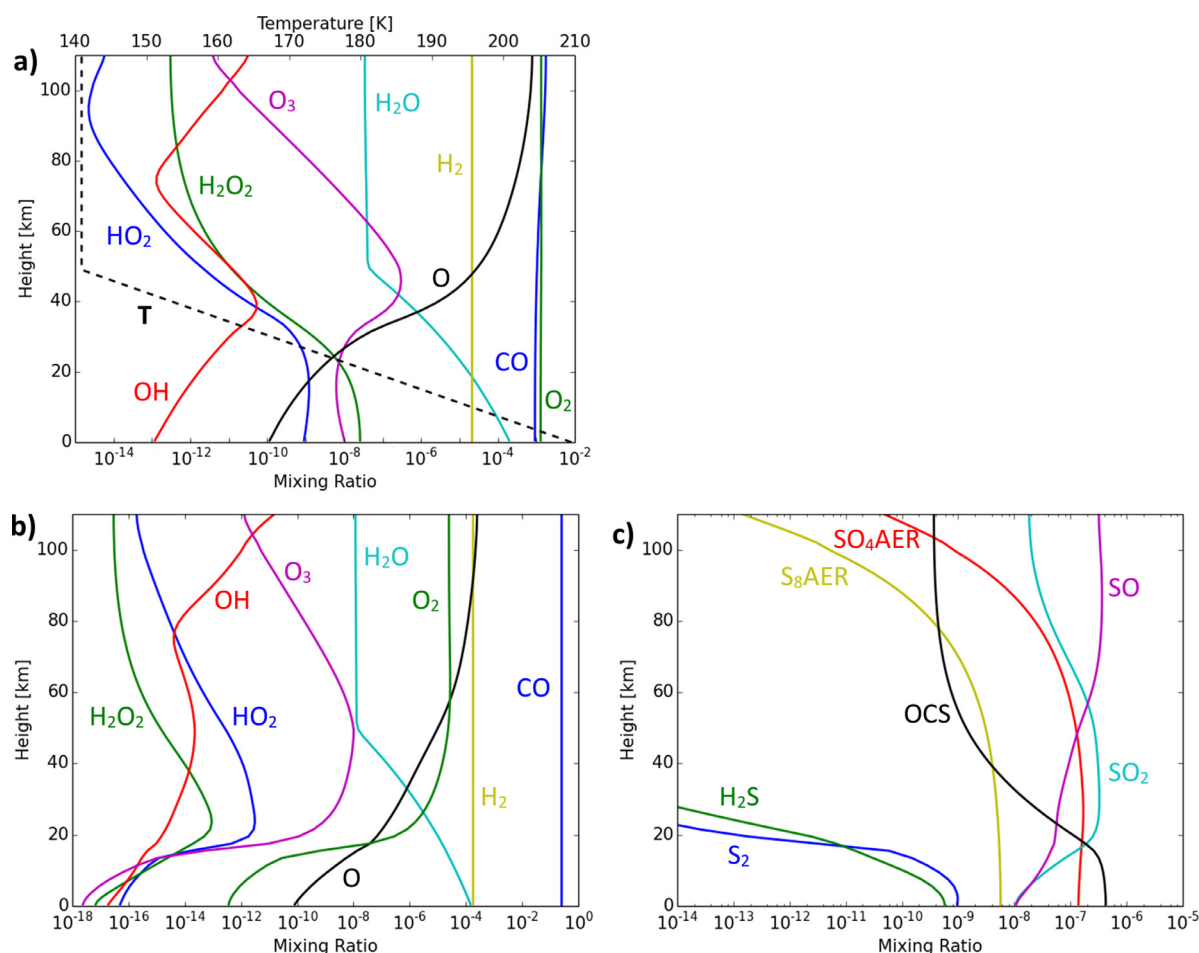 Temperature [K]
140 150 160 170 180 190 200 210
a)
100
80
60
40
20
0
Height [km]
O₃
H₂O
H₂
H₂O₂
HO₂
O
T
CO
OH
O₂
10⁻¹⁴ 10⁻¹² 10⁻¹⁰ 10⁻⁸ 10⁻⁶ 10⁻⁴ 10⁻²
Mixing Ratio
b)
100
80
60
40
20
0
Height [km]
O₃
H₂O
OH
O₂
H₂O₂
HO₂
CO
H₂
O
10⁻¹⁸ 10⁻¹⁶ 10⁻¹⁴ 10⁻¹² 10⁻¹⁰ 10⁻⁸ 10⁻⁶ 10⁻⁴ 10⁻² 10⁰
Mixing Ratio
c)
100
80
60
40
20
0
Height [km]
SO₄AER
S₈AER
SO
OCS
SO₂
H₂S
S₂
10⁻¹⁴ 10⁻¹³ 10⁻¹² 10⁻¹¹ 10⁻¹⁰ 10⁻⁹ 10⁻⁸ 10⁻⁷ 10⁻⁶ 10⁻⁵
Mixing Ratio